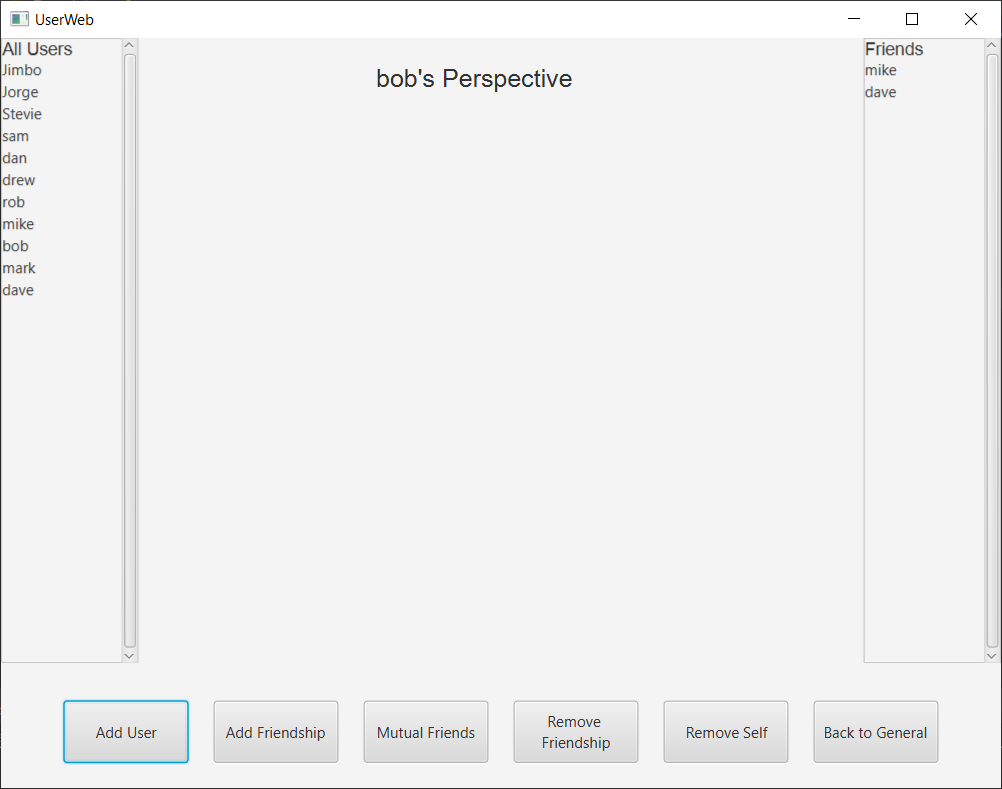 UserWeb
All Users
Jimbo
Jorge
Stevie
sam
dan
drew
rob
mike
bob
mark
dave
bob's Perspective
Friends
mike
dave
Add User
Add Friendship
Mutual Friends
Remove
Friendship
Remove Self
Back to General